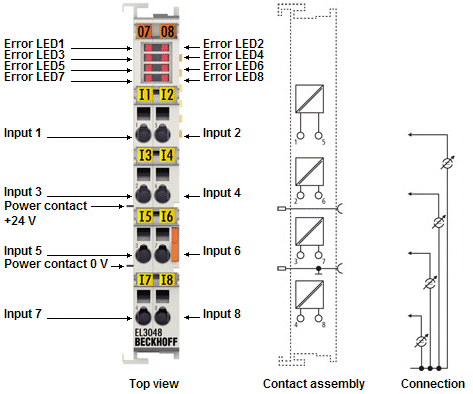 07 08
Error LED1 Error LED2
Error LED3 Error LED4
Error LED5 Error LED6
Error LED7 Error LED8
I1 I2
Input 1 Input 2
1 5
I3 I4
Input 3 Input 4
2 6
Power contact
+24 V
I5 I6
Input 5 Input 6
3 7
Power contact 0 V
I7 I8
Input 7 Input 8
4 8
EL3048
BECKHOFF
Top view Contact assembly Connection